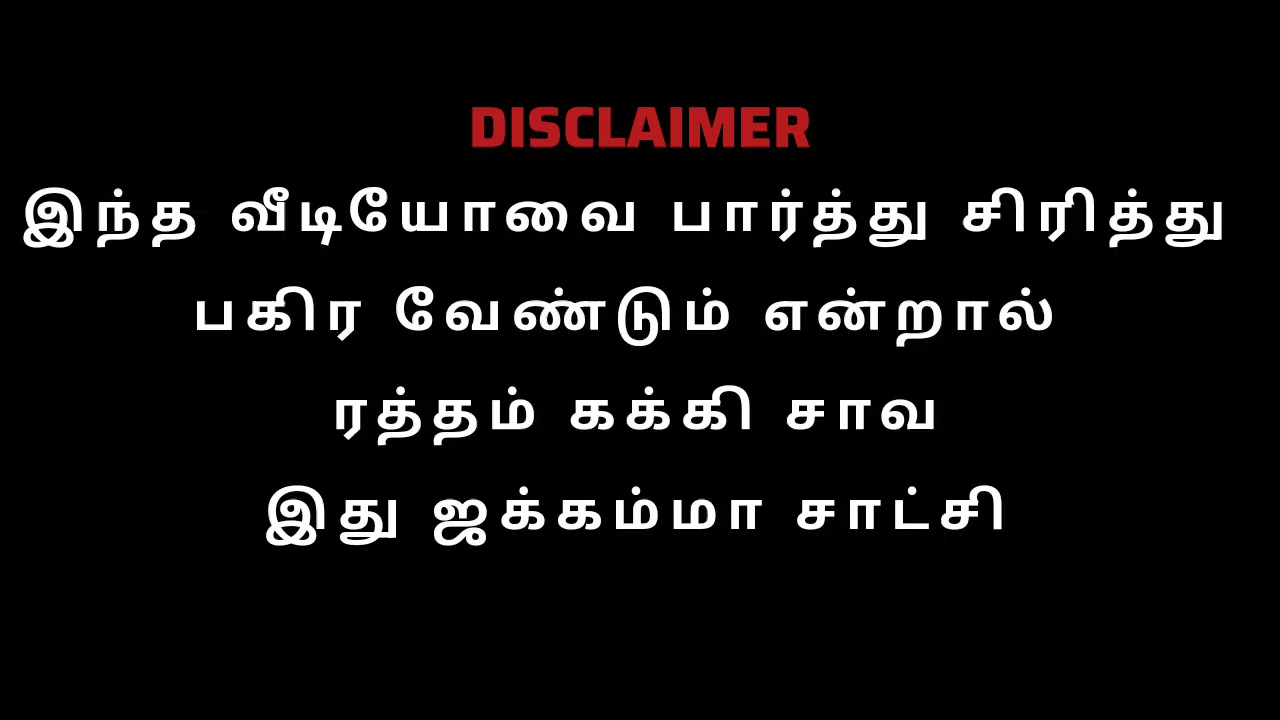 DISCLAIMER
இந்த வீடியோவை பார்த்து சிரித்து
பகிர வேண்டும் என்றால்
ரத்தம் கக்கி சாவ
இது ஜக்கம்மா சாட்சி